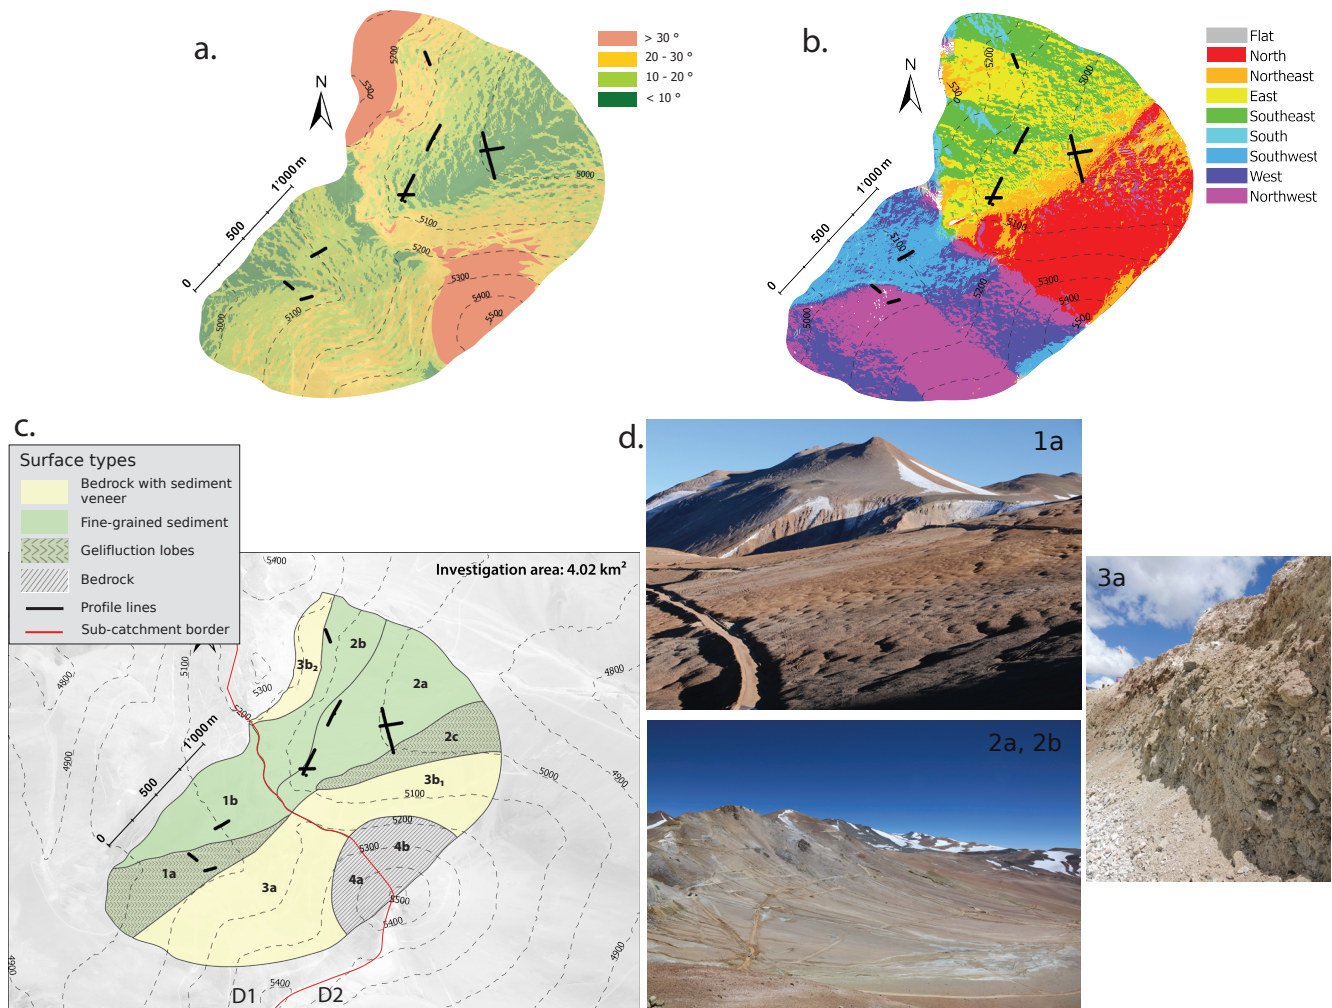 a.
> 30 °
20 - 30 °
10 - 20 °
< 10 °
N
0
500
1'000 m
5200
5300
5000
5100
5200
5300
5400
5500
5100
5000
b.
Flat
North
Northeast
East
Southeast
South
Southwest
West
Northwest
N
0
500
1'000 m
5200
5000
5300
5100
5100
5200
5300
5400
5500
5000
c.
Surface types
Bedrock with sediment
veneer
Fine-grained sediment
Gelifluction lobes
Bedrock
Profile lines
Sub-catchment border
Investigation area: 4.02 km²
5400
5100
4800
4800
5300
5200
4900
3b₂
2b
2a
2c
3b₁
1b
1a
3a
4a
4b
0
500
1'000 m
5000
4900
5100
5200
5300
5500
5400
4900
4900
5400
D1
D2
d.
1a
2a, 2b
3a